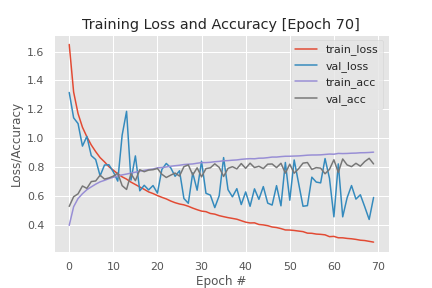 Training Loss and Accuracy [Epoch 70]
train_loss
val_loss
train_acc
val_acc
Loss/Accuracy
1.6
1.4
1.2
1.0
0.8
0.6
0.4
0 10 20 30 40 50 60 70
Epoch #